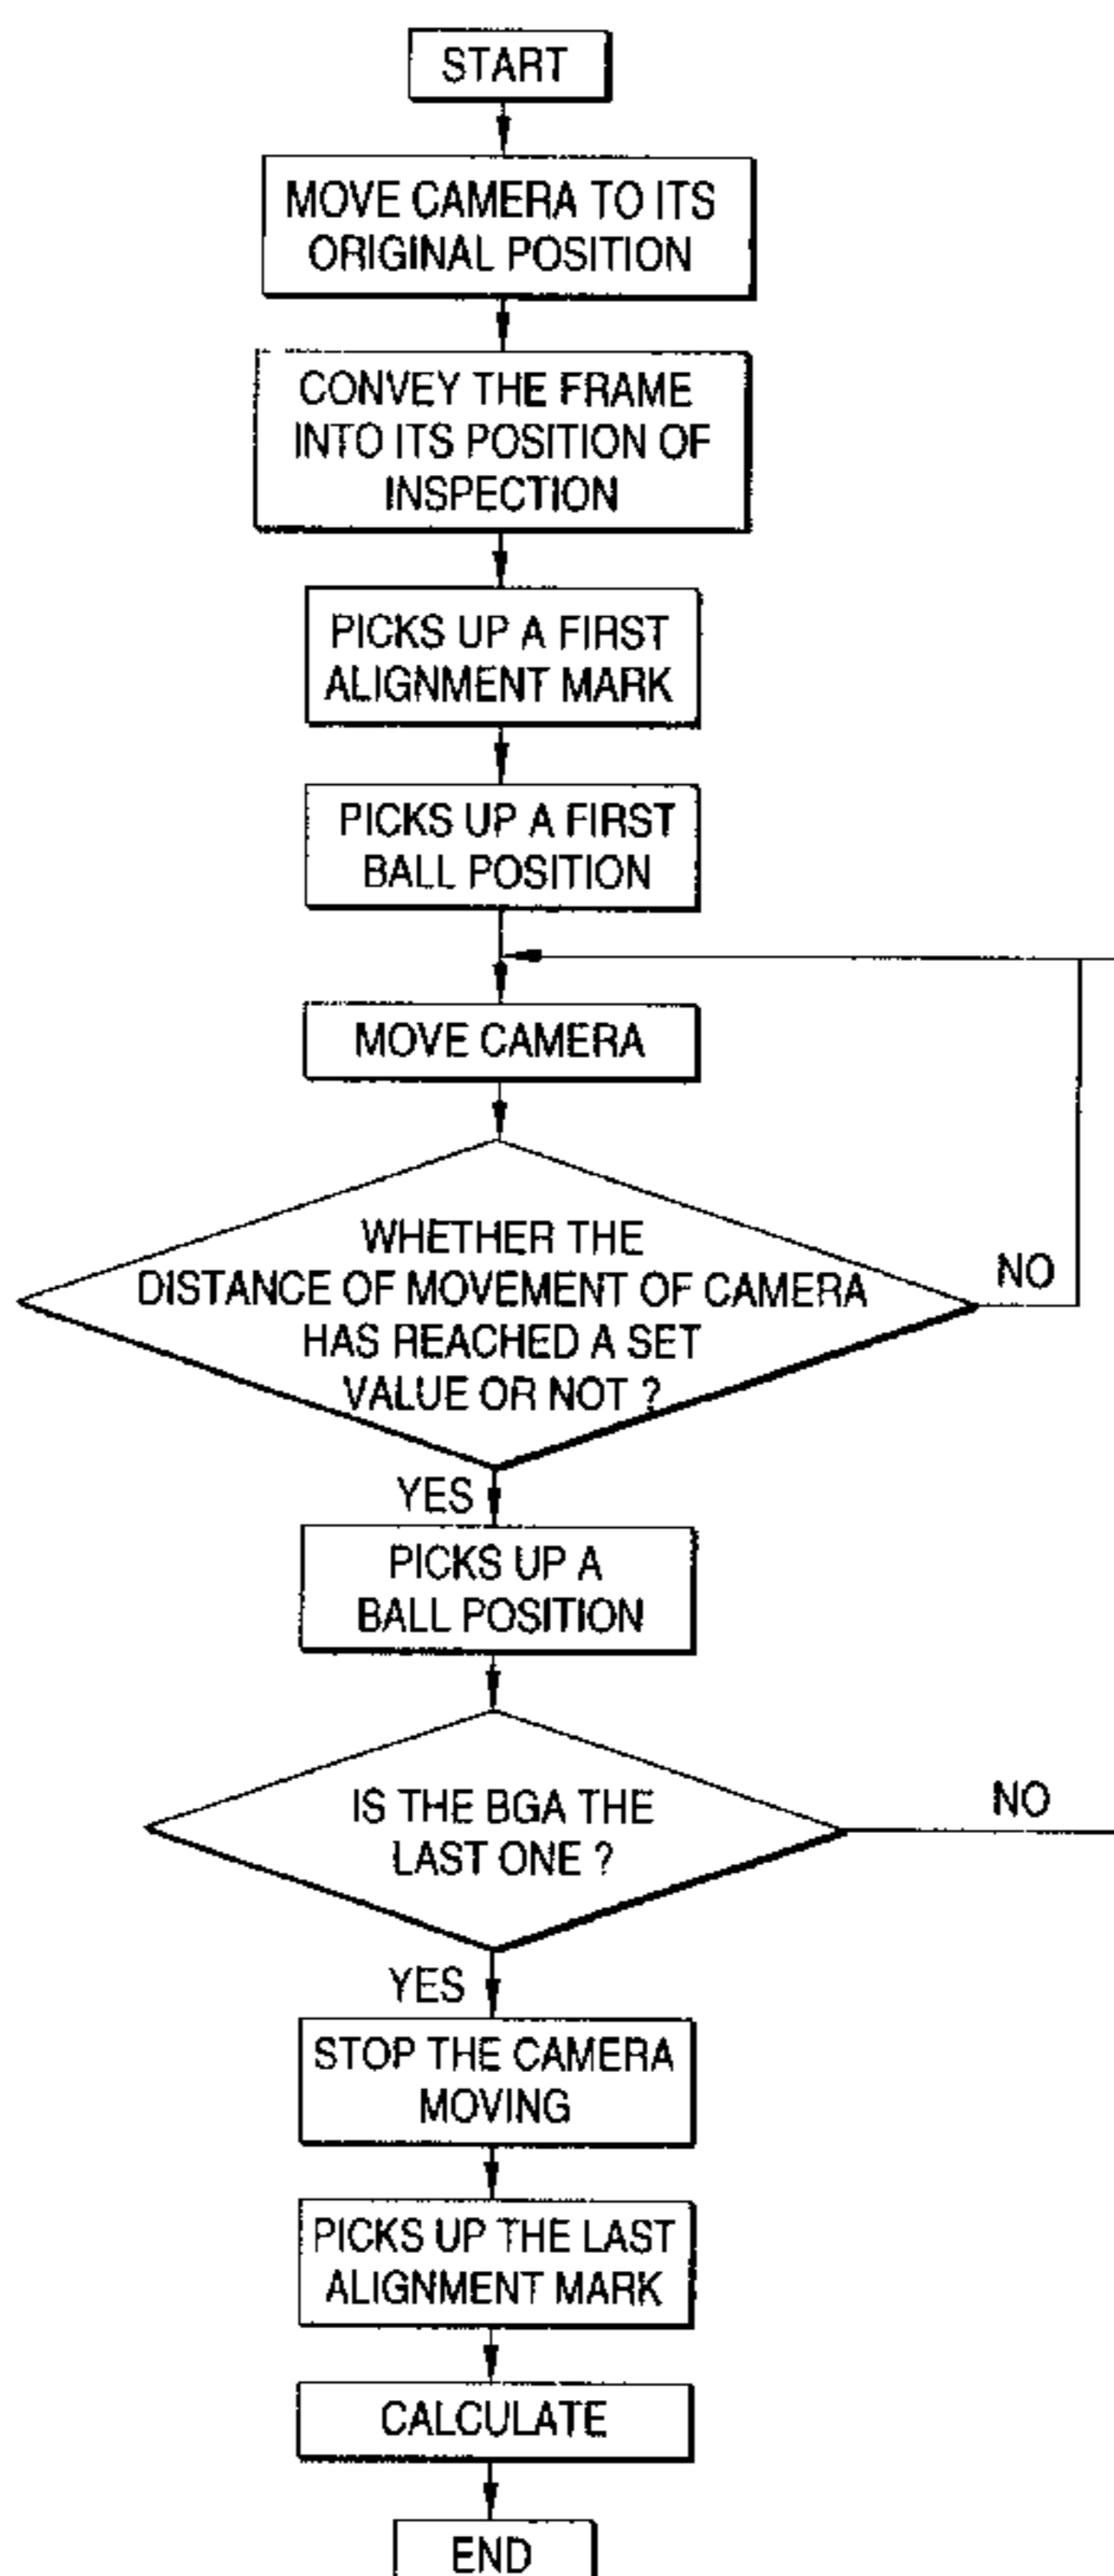 START
MOVE CAMERA TO ITS
ORIGINAL POSITION
CONVEY THE FRAME
INTO ITS POSITION OF
INSPECTION
PICKS UP A FIRST
ALIGNMENT MARK
PICKS UP A FIRST
BALL POSITION
MOVE CAMERA
WHETHER THE
DISTANCE OF MOVEMENT OF CAMERA
HAS REACHED A SET
VALUE OR NOT ?
NO
YES
PICKS UP A
BALL POSITION
IS THE BGA THE
LAST ONE ?
NO
YES
STOP THE CAMERA
MOVING
PICKS UP THE LAST
ALIGNMENT MARK
CALCULATE
END